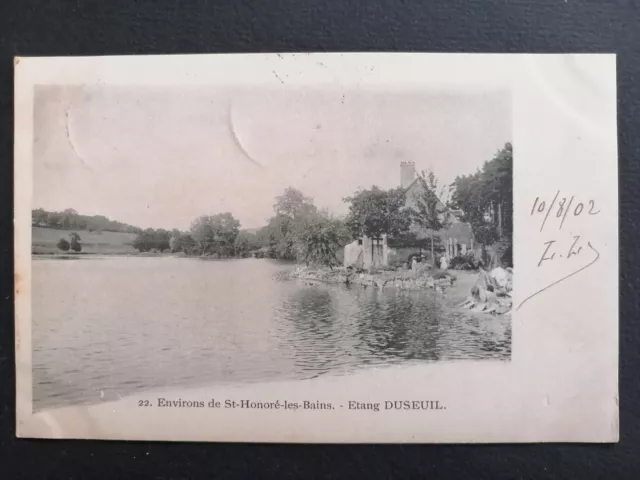 10/8/02
22. Environs de St-Honoré-les-Bains. - Etang DUSEUIL.